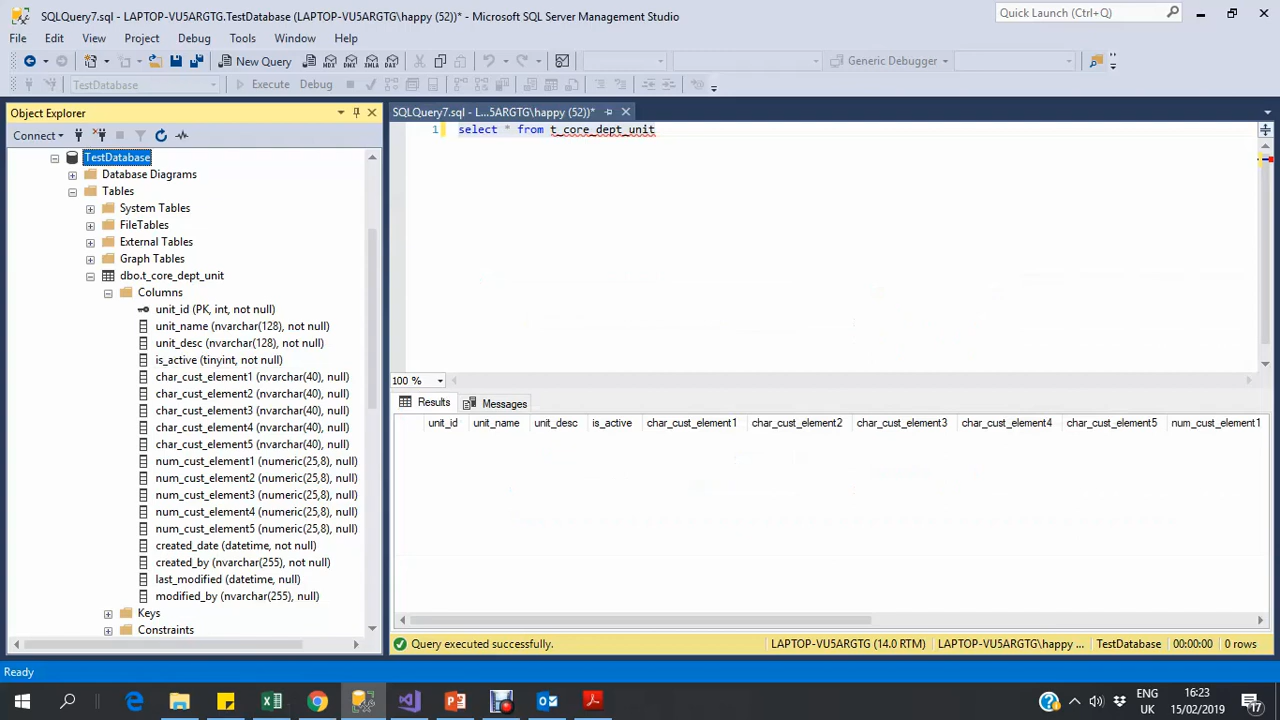 SQLQuery7.sql - LAPTOP-VU5ARGTG.TestDatabase (LAPTOP-VU5ARGTG\happy (52))* - Microsoft SQL Server Management Studio
Quick Launch (Ctrl+Q)
File Edit View Project Debug Tools Window Help
New Query MDX DMX XMLA DAX Generic Debugger
TestDatabase Execute Debug
Object Explorer
SQLQuery7.sql - L...5ARGTG\happy (52))*
Connect
1 select * from t_core_dept_unit
TestDatabase
Database Diagrams
Tables
System Tables
FileTables
External Tables
Graph Tables
dbo.t_core_dept_unit
Columns
unit_id (PK, int, not null)
unit_name (nvarchar(128), not null)
unit_desc (nvarchar(128), not null)
is_active (tinyint, not null)
char_cust_element1 (nvarchar(40), null)
char_cust_element2 (nvarchar(40), null)
char_cust_element3 (nvarchar(40), null)
char_cust_element4 (nvarchar(40), null)
char_cust_element5 (nvarchar(40), null)
num_cust_element1 (numeric(25,8), null)
num_cust_element2 (numeric(25,8), null)
num_cust_element3 (numeric(25,8), null)
num_cust_element4 (numeric(25,8), null)
num_cust_element5 (numeric(25,8), null)
created_date (datetime, not null)
created_by (nvarchar(255), not null)
last_modified (datetime, null)
modified_by (nvarchar(255), null)
Keys
Constraints
100 %
Results Messages
unit_id unit_name unit_desc is_active char_cust_element1 char_cust_element2 char_cust_element3 char_cust_element4 char_cust_element5 num_cust_element1
Query executed successfully. LAPTOP-VU5ARGTG (14.0 RTM) LAPTOP-VU5ARGTG\happy ... TestDatabase 00:00:00 0 rows
Ready
ENG
UK
16:23
15/02/2019
17